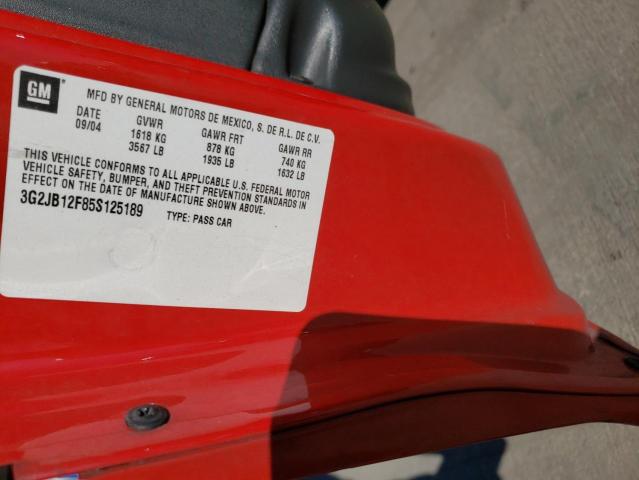 GM
MFD BY GENERAL MOTORS DE MEXICO, S. DE R.L. DE C.V.
DATE GVWR GAWR FRT GAWR RR
09/04 1618 KG 878 KG 740 KG
3567 LB 1935 LB 1632 LB
THIS VEHICLE CONFORMS TO ALL APPLICABLE U.S. FEDERAL MOTOR
VEHICLE SAFETY, BUMPER, AND THEFT PREVENTION STANDARDS IN
EFFECT ON THE DATE OF MANUFACTURE SHOWN ABOVE.
3G2JB12F85S125189 TYPE: PASS CAR